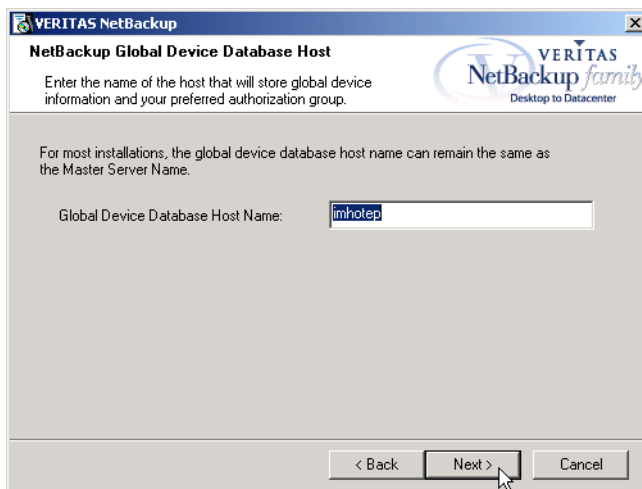 VERITAS NetBackup
NetBackup Global Device Database Host
Enter the name of the host that will store global device
information and your preferred authorization group.
VERITAS
NetBackup family
Desktop to Datacenter
For most installations, the global device database host name can remain the same as
the Master Server Name.
Global Device Database Host Name:
imhotep
< Back
Next >
Cancel